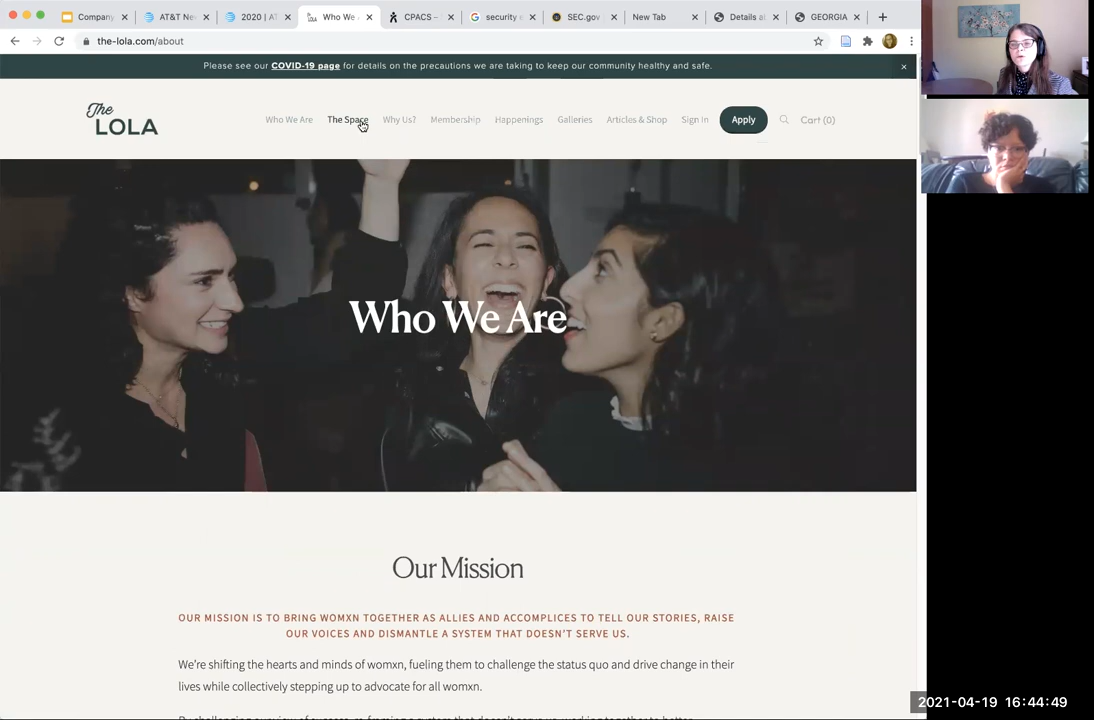 Company
AT&T Ne
2020 | AT
Who We
CPACS –
security
SEC.gov
New Tab
Details a
GEORGIA
the-lola.com/about
Please see our COVID-19 page for details on the precautions we are taking to keep our community healthy and safe.
The LOLA
Who We Are
The Space
Why Us?
Membership
Happenings
Galleries
Articles & Shop
Sign In
Apply
Cart (0)
Who We Are
Our Mission
OUR MISSION IS TO BRING WOMXN TOGETHER AS ALLIES AND ACCOMPLICES TO TELL OUR STORIES, RAISE
OUR VOICES AND DISMANTLE A SYSTEM THAT DOESN'T SERVE US.
We're shifting the hearts and minds of womxn, fueling them to challenge the status quo and drive change in their
lives while collectively stepping up to advocate for all womxn.
2021-04-19 16:44:49